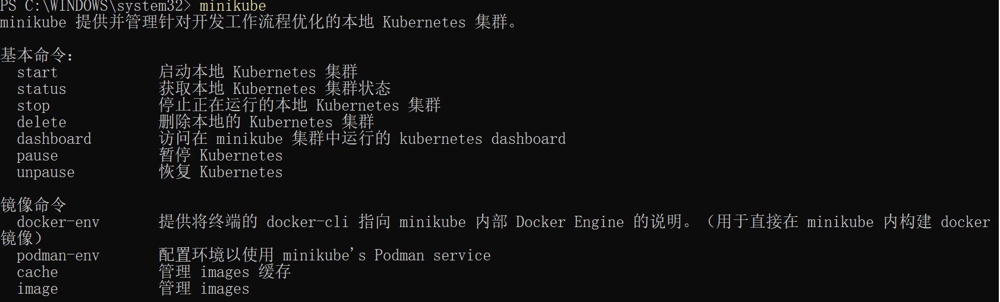 PS C:\WINDOWS\system32> minikube
minikube 提供并管理针对开发工作流程优化的本地 Kubernetes 集群。
基本命令:
start 启动本地 Kubernetes 集群
status 获取本地 Kubernetes 集群状态
stop 停止正在运行的本地 Kubernetes 集群
delete 删除本地的 Kubernetes 集群
dashboard 访问在 minikube 集群中运行的 kubernetes dashboard
pause 暂停 Kubernetes
unpause 恢复 Kubernetes
镜像命令
docker-env 提供将终端的 docker-cli 指向 minikube 内部 Docker Engine 的说明。（用于直接在 minikube 内构建 docker
镜像）
podman-env 配置环境以使用 minikube's Podman service
cache 管理 images 缓存
image 管理 images